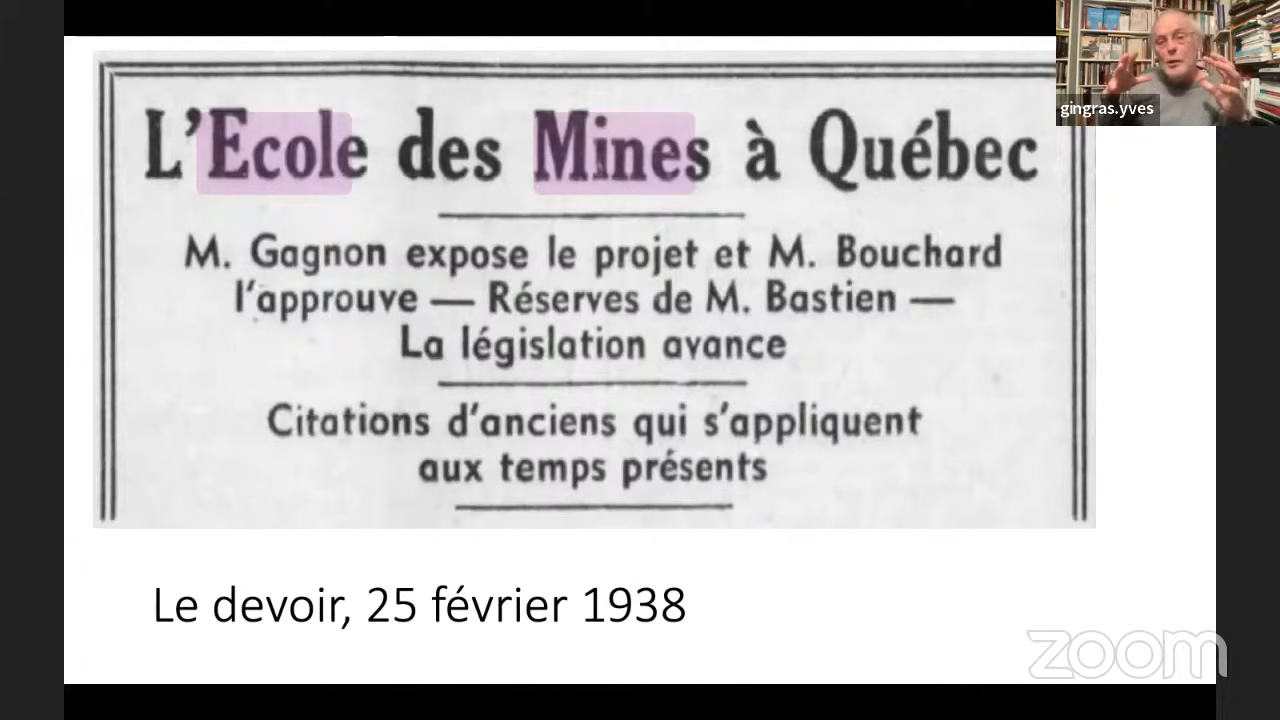 gingras.yves
L'Ecole des Mines à Québec
M. Gagnon expose le projet et M. Bouchard
l'approuve — Réserves de M. Bastien —
La législation avance
Citations d'anciens qui s'appliquent
aux temps présents
Le devoir, 25 février 1938
zoom